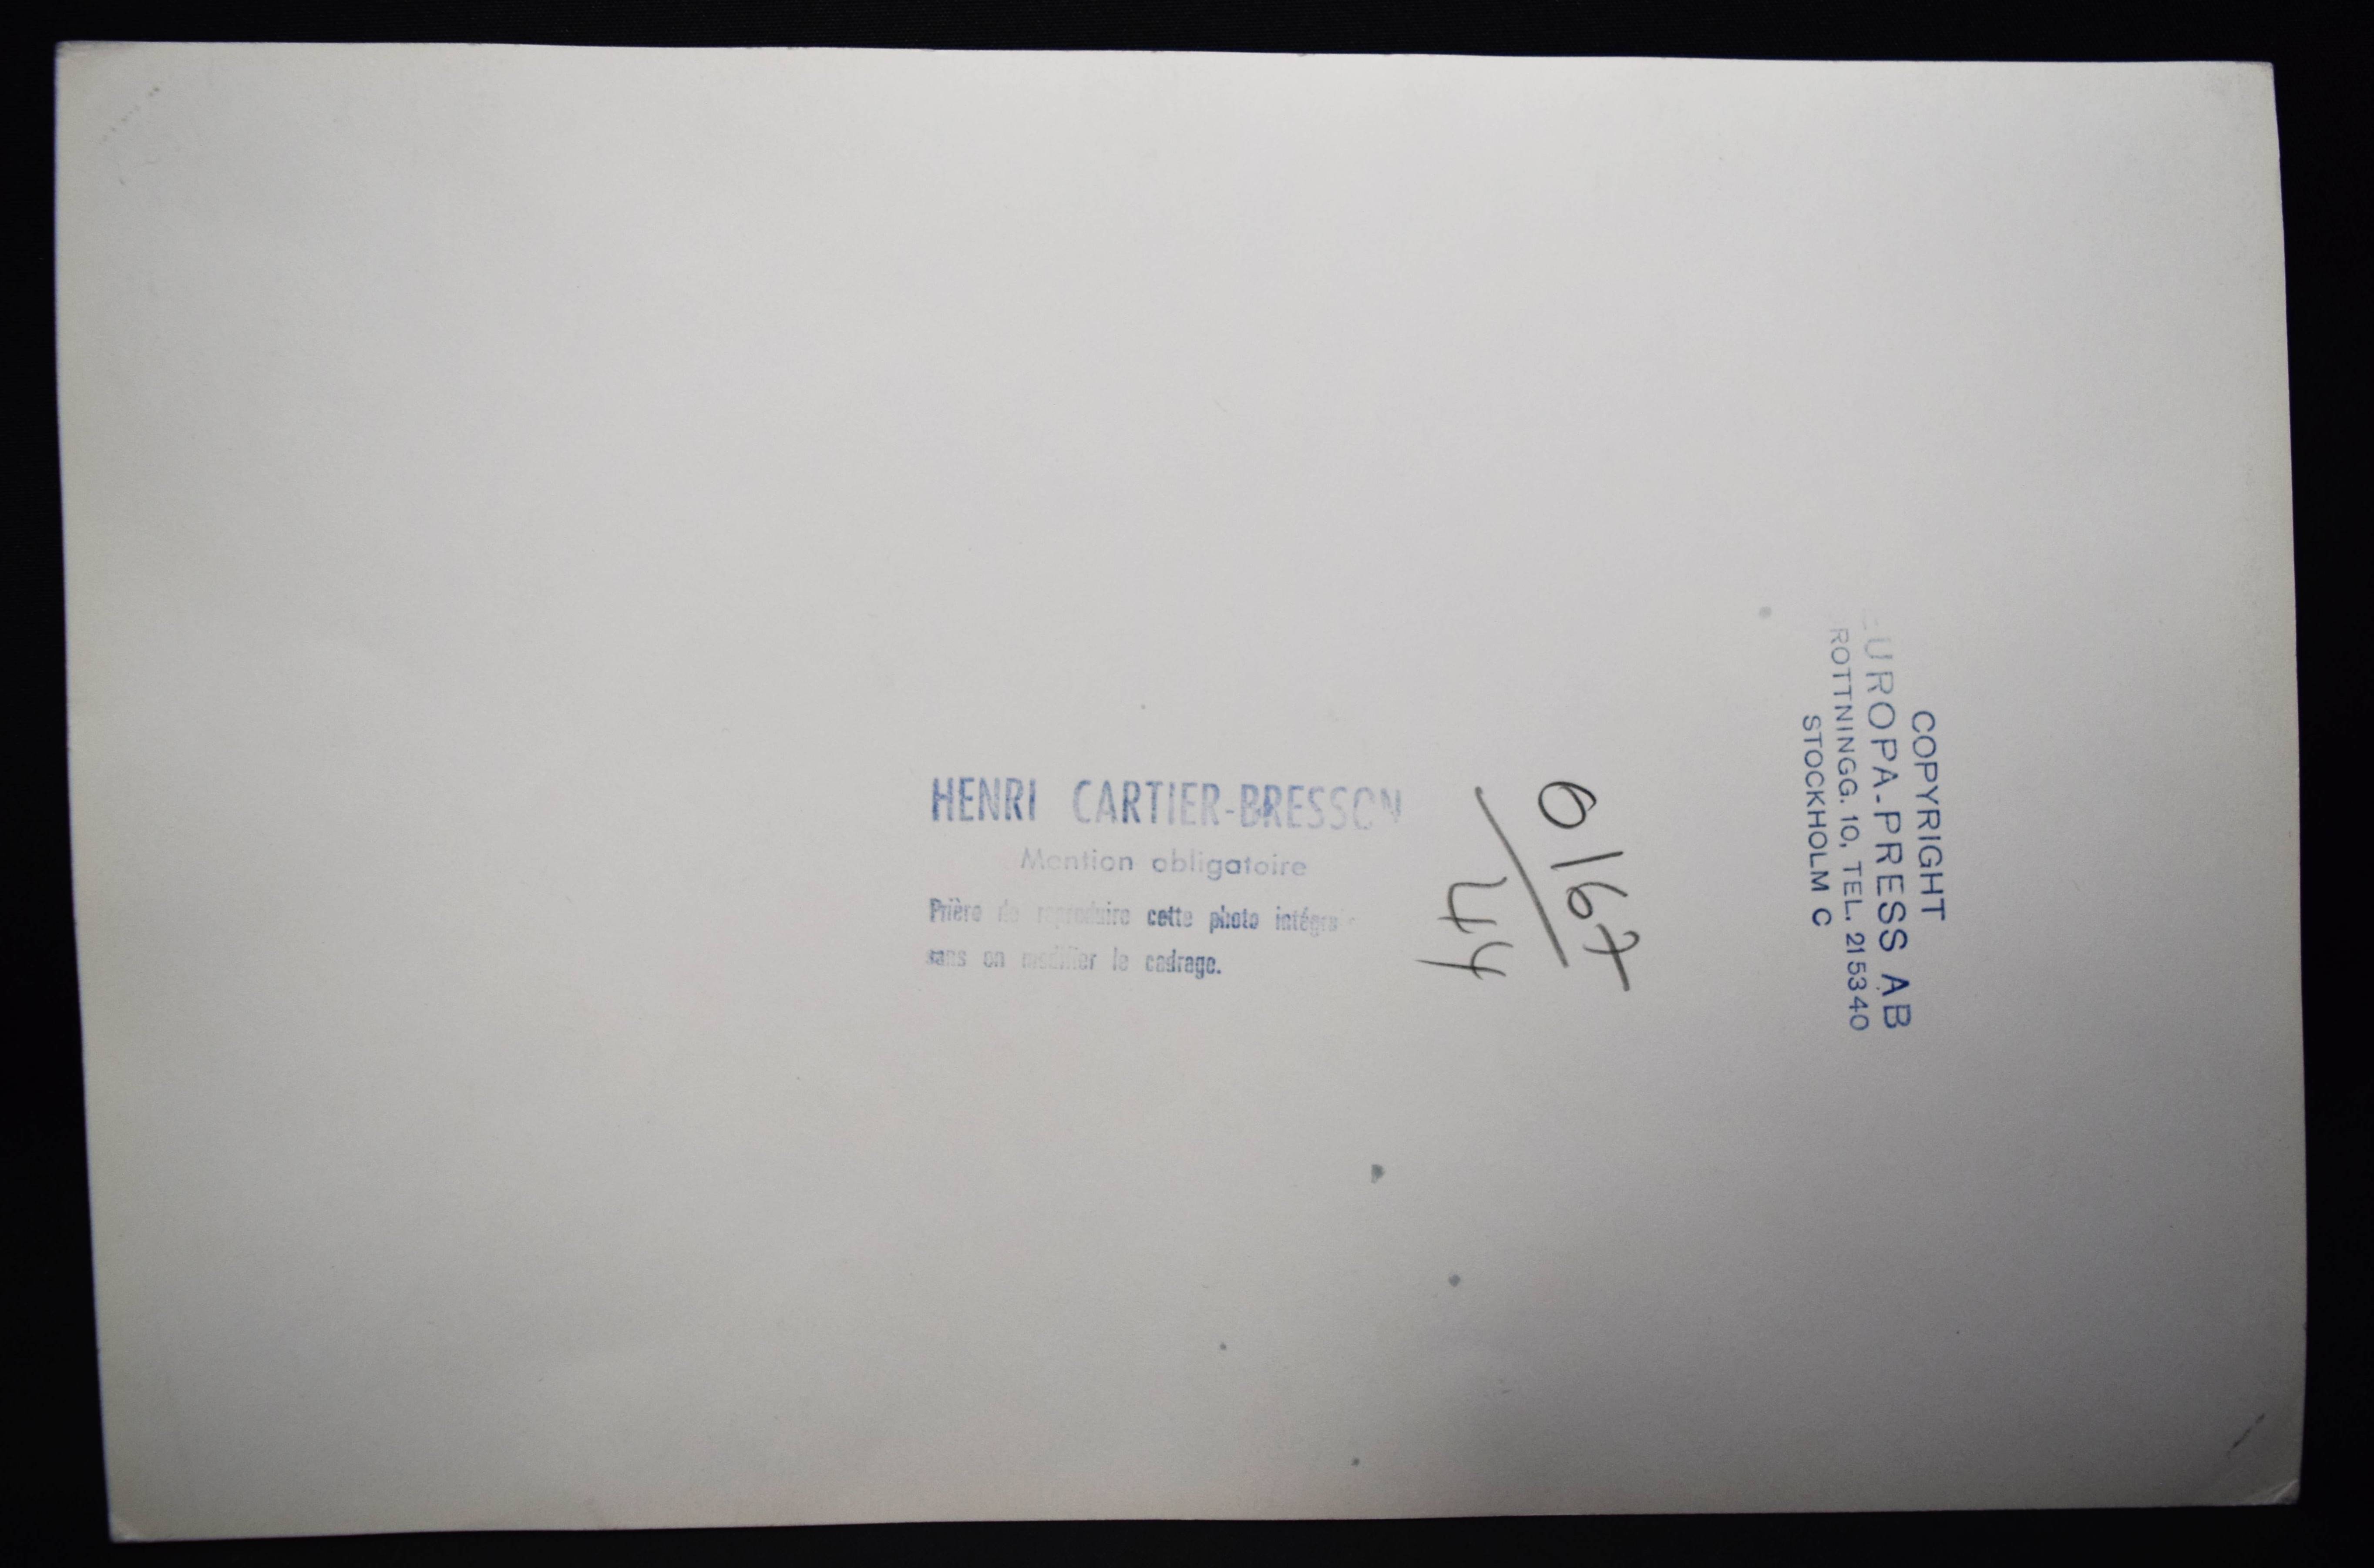 HENRI CARTIER-BRESSON
Mention obligatoire
Prière de reproduire cette photo
sans en modifier le cadrage.
0167
44
COPYRIGHT
EUROPA-PRESS AB
ROTTNINGG. 10, TEL. 215340
STOCKHOLM C